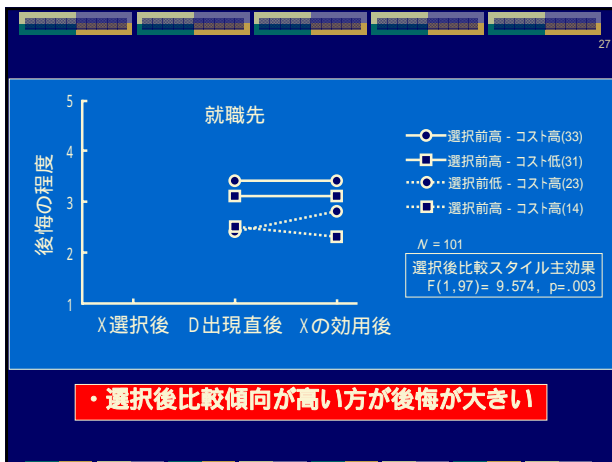 27
就職先
5
4
3
2
1
後悔の程度
X選択後 D出現直後 Xの効用後
選択前高 - コスト高(33)
選択前高 - コスト低(31)
選択前低 - コスト高(23)
選択前高 - コスト高(14)
N = 101
選択後比較スタイル主効果
F(1,97)= 9.574, p=.003
・選択後比較傾向が高い方が後悔が大きい